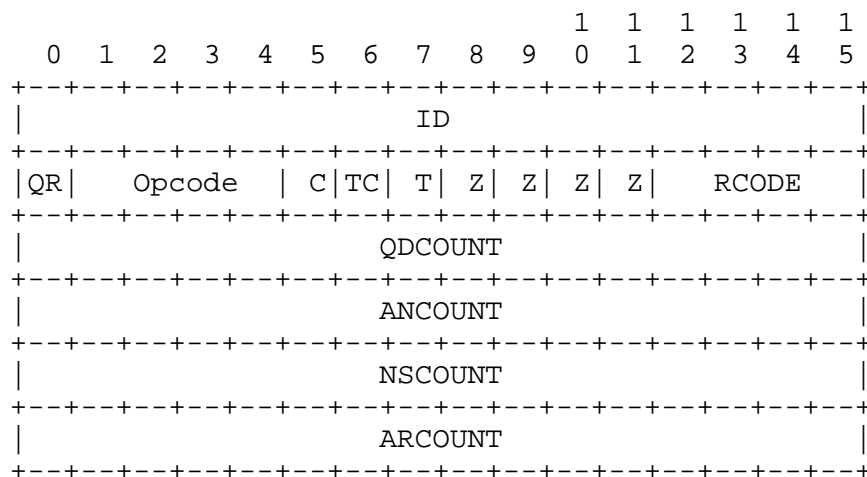 1  1  1  1  1  1
  0  1  2  3  4  5  6  7  8  9  0  1  2  3  4  5
+--+--+--+--+--+--+--+--+--+--+--+--+--+--+--+--+
|                      ID                       |
+--+--+--+--+--+--+--+--+--+--+--+--+--+--+--+--+
|QR|   Opcode  | C|TC| T| Z| Z| Z| Z|   RCODE   |
+--+--+--+--+--+--+--+--+--+--+--+--+--+--+--+--+
|                    QDCOUNT                    |
+--+--+--+--+--+--+--+--+--+--+--+--+--+--+--+--+
|                    ANCOUNT                    |
+--+--+--+--+--+--+--+--+--+--+--+--+--+--+--+--+
|                    NSCOUNT                    |
+--+--+--+--+--+--+--+--+--+--+--+--+--+--+--+--+
|                    ARCOUNT                    |
+--+--+--+--+--+--+--+--+--+--+--+--+--+--+--+--+